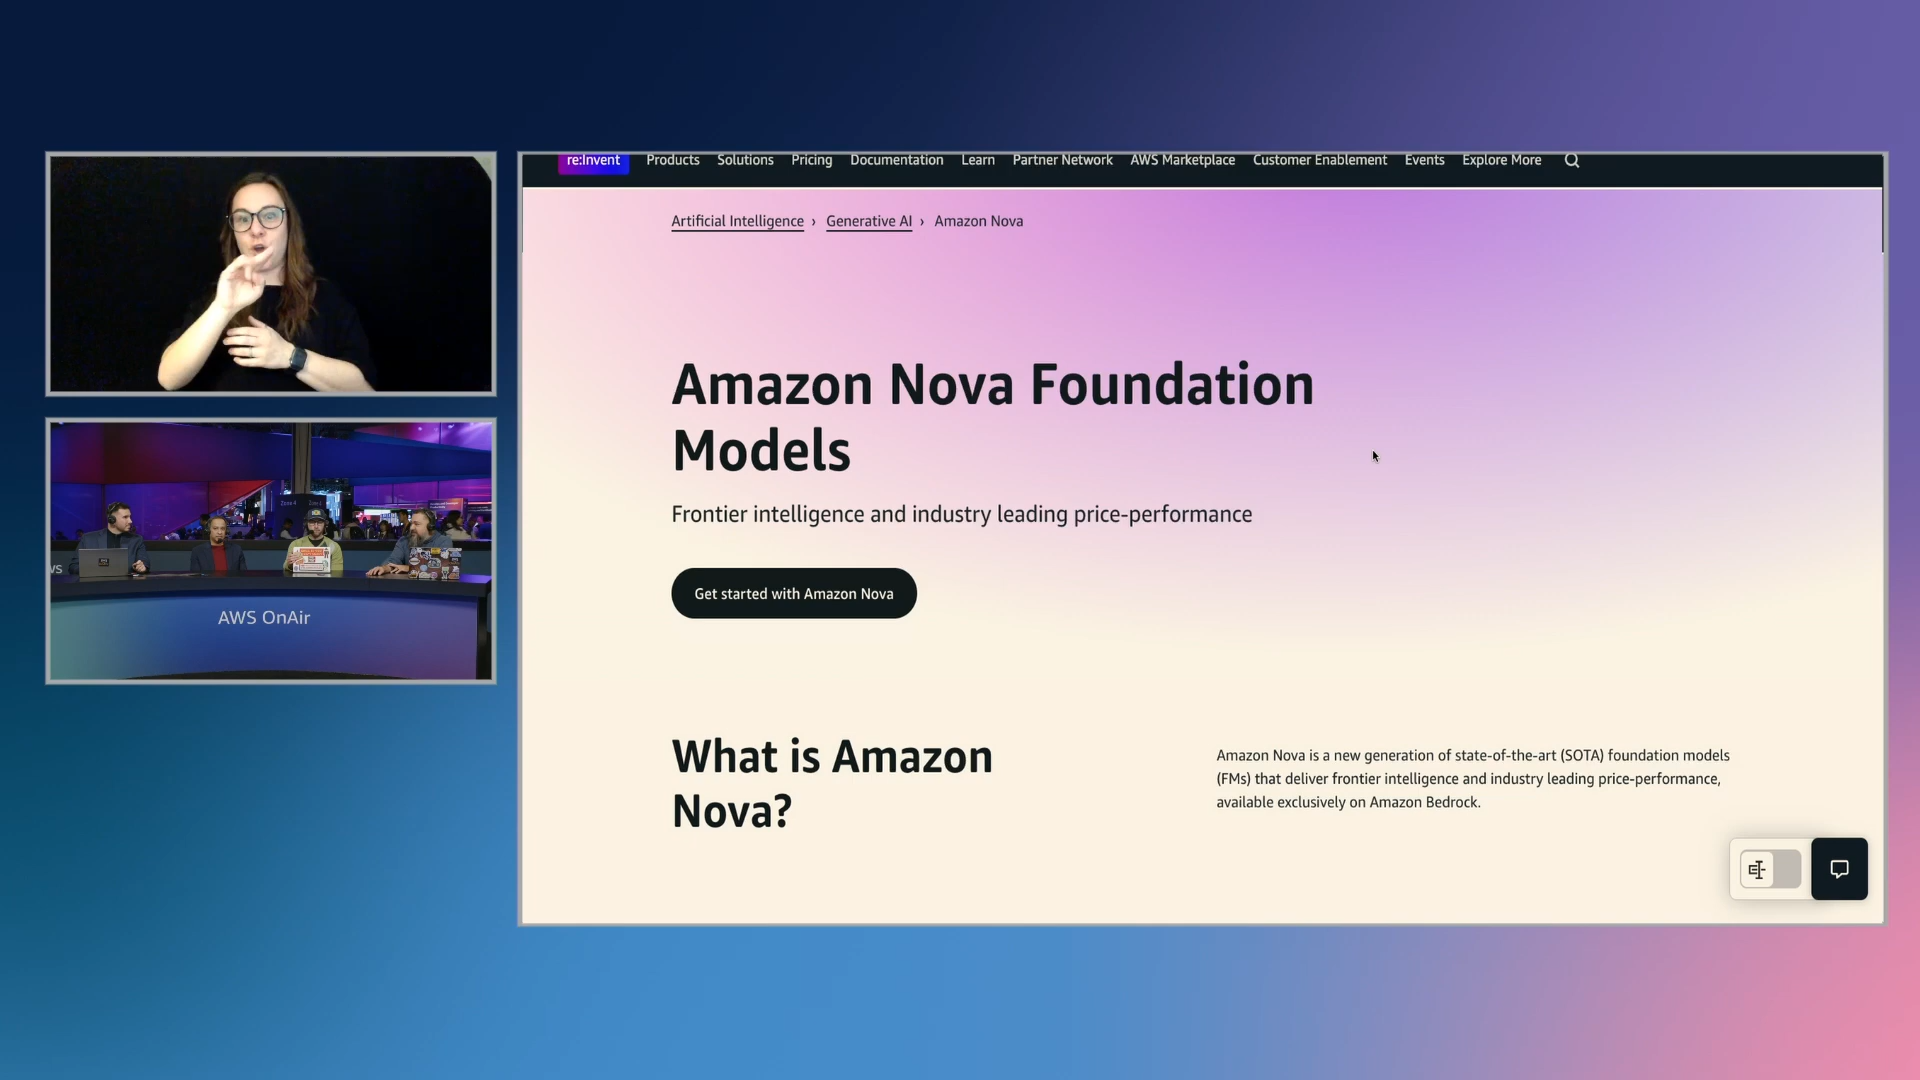 re:Invent Products Solutions Pricing Documentation Learn Partner Network AWS Marketplace Customer Enablement Events Explore More
Artificial Intelligence › Generative AI › Amazon Nova
Amazon Nova Foundation
Models
Frontier intelligence and industry leading price-performance
Get started with Amazon Nova
What is Amazon
Nova?
Amazon Nova is a new generation of state-of-the-art (SOTA) foundation models
(FMs) that deliver frontier intelligence and industry leading price-performance,
available exclusively on Amazon Bedrock.
AWS OnAir